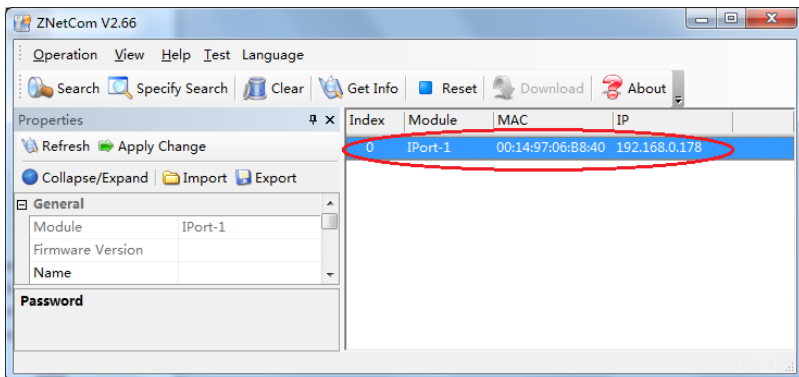 ZNetCom V2.66
Operation View Help Test Language
Search Specify Search Clear Get Info Reset Download About
Properties
Index Module MAC IP
Refresh Apply Change
0 IPort-1 00:14:97:06:B8:40 192.168.0.178
Collapse/Expand Import Export
General
Module IPort-1
Firmware Version
Name
Password